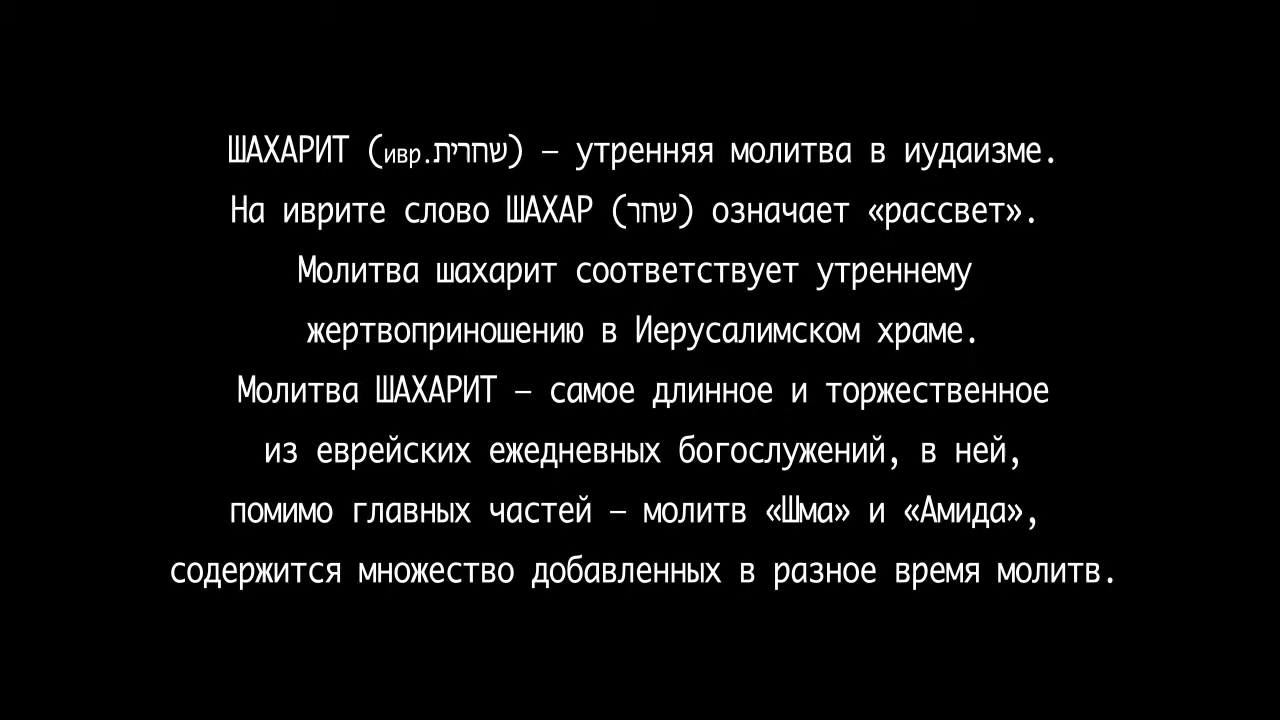 ШАХАРИТ (ивр.שחרית) – утренняя молитва в иудаизме.
На иврите слово ШАХАР (שחר) означает «рассвет».
Молитва шахарит соответствует утреннему
жертвоприношению в Иерусалимском храме.
Молитва ШАХАРИТ – самое длинное и торжественное
из еврейских ежедневных богослужений, в ней,
помимо главных частей – молитв «Шма» и «Амида»,
содержится множество добавленных в разное время молитв.